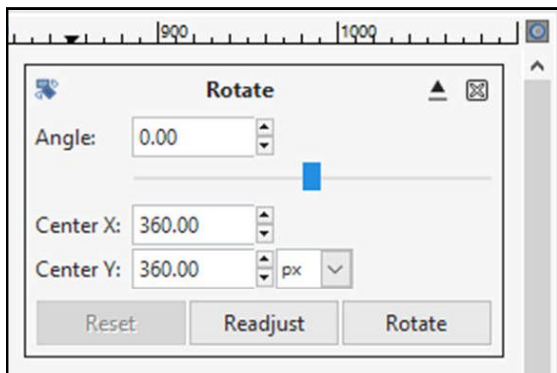 900 1000
Rotate
Angle: 0.00
Center X: 360.00
Center Y: 360.00 px
Reset Readjust Rotate